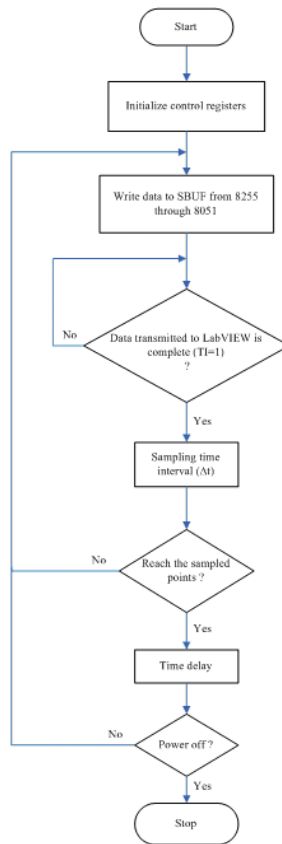 Start
Initialize control registers
Write data to SBUF from 8255
through 8051
No
Data transmitted to LabVIEW is
complete (TI=1)
?
Yes
Sampling time
interval (Δt)
No
Reach the sampled
points ?
Yes
Time delay
No
Power off ?
Yes
Stop